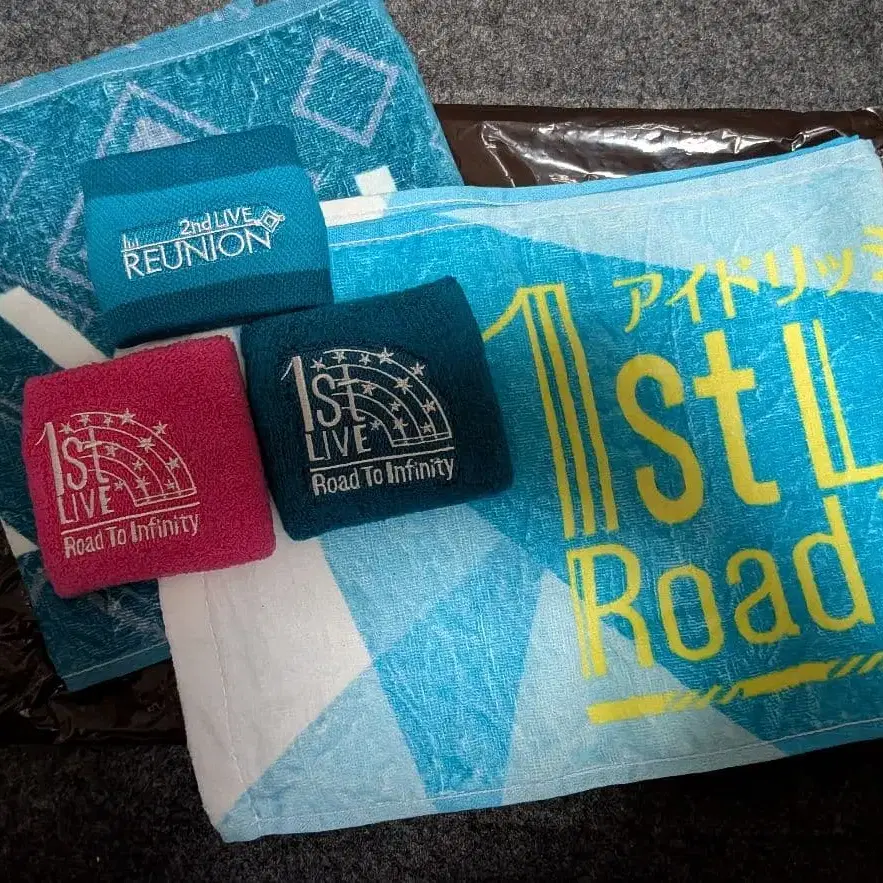 2nd LIVE
REUNION
1st
LIVE
Road To Infinity
1st
LIVE
Road To Infinity
アイドリッシ
1st L
Road